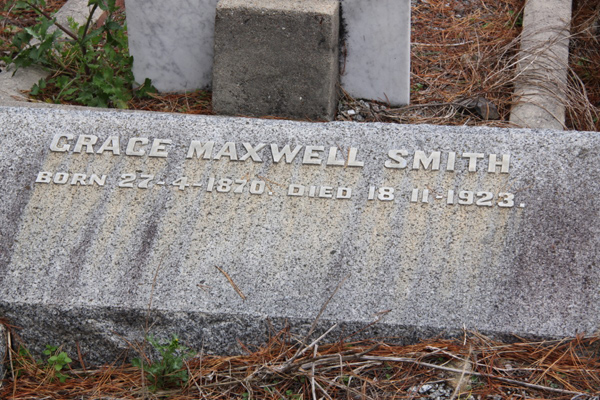 GRACE MAXWELL SMITH
BORN 27-4-1870. DIED 18 11-1923.